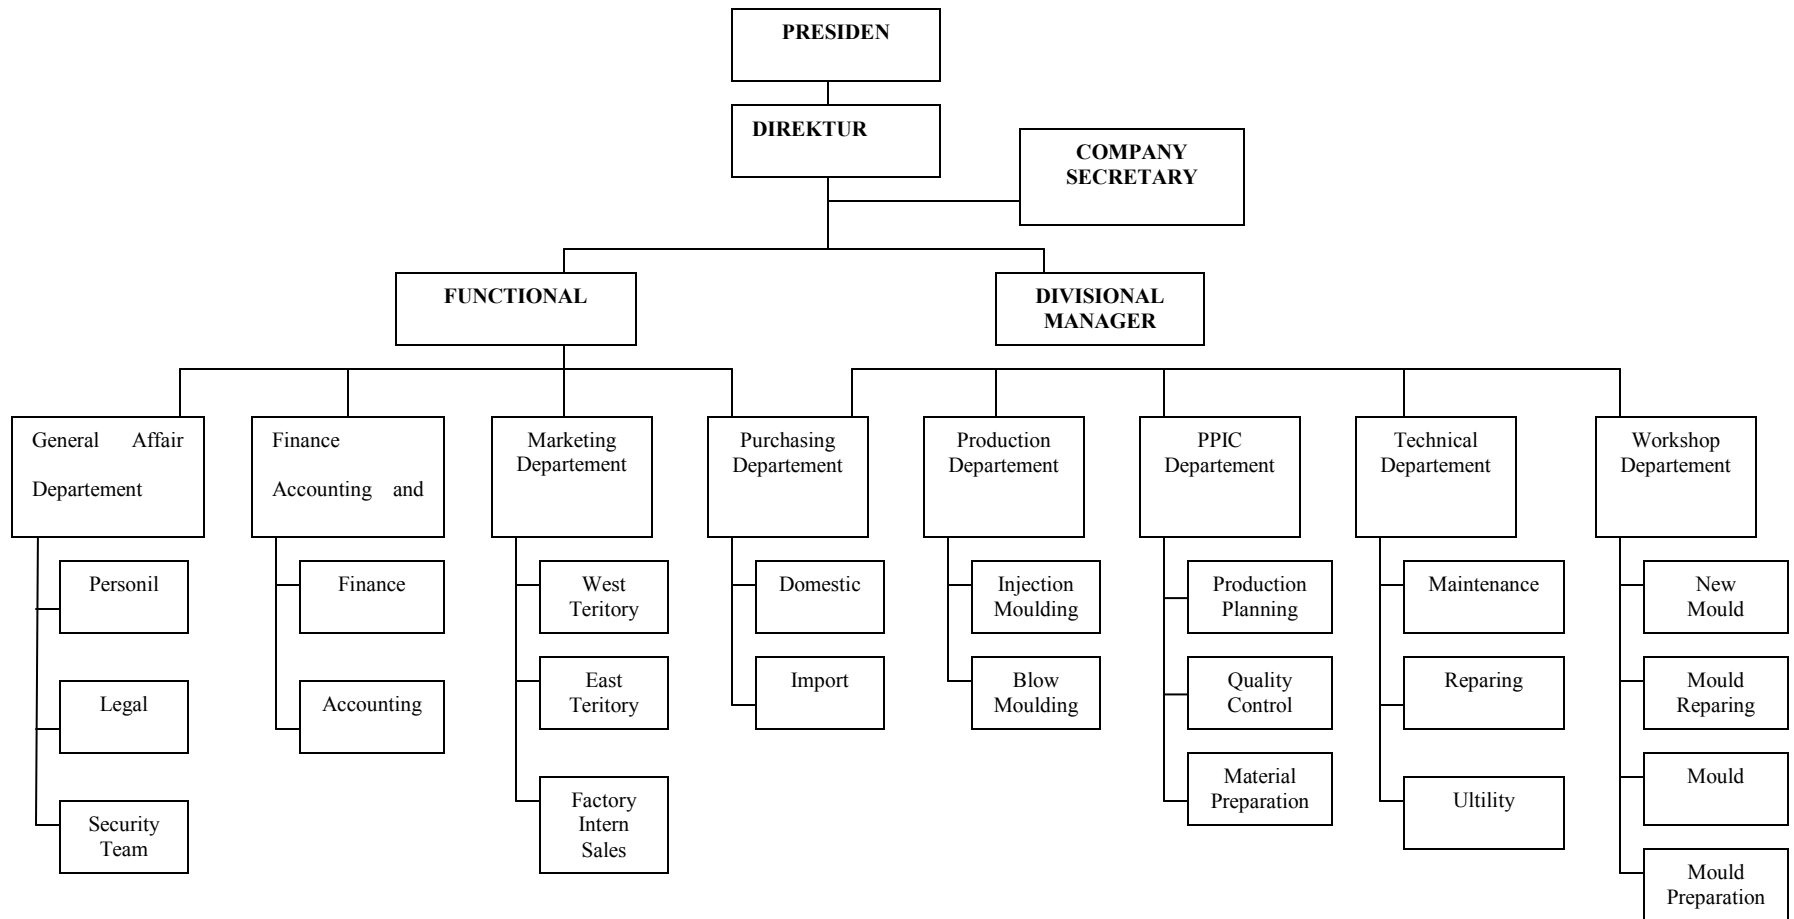 PRESIDEN
DIREKTUR
COMPANY
SECRETARY
FUNCTIONAL
DIVISIONAL
MANAGER
General Affair
Departement
Finance
Accounting and
Marketing
Departement
Purchasing
Departement
Production
Departement
PPIC
Departement
Technical
Departement
Workshop
Departement
Personil
Legal
Security
Team
Finance
Accounting
West
Teritory
East
Teritory
Factory
Intern
Sales
Domestic
Import
Injection
Moulding
Blow
Moulding
Production
Planning
Quality
Control
Material
Preparation
Maintenance
Reparing
Ultility
New
Mould
Mould
Reparing
Mould
Mould
Preparation